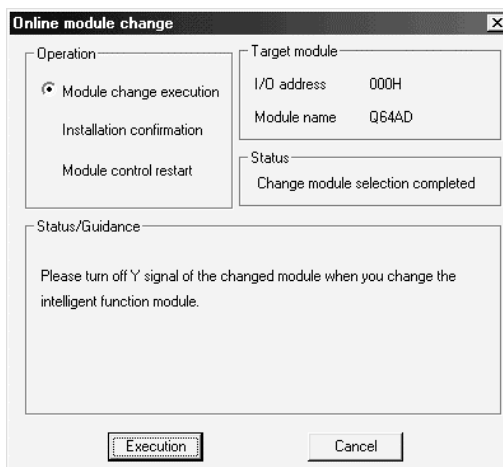 Online module change
Operation
Module change execution
Installation confirmation
Module control restart
Target module
I/O address 000H
Module name Q64AD
Status
Change module selection completed
Status/Guidance
Please turn off Y signal of the changed module when you change the
intelligent function module.
Execution Cancel